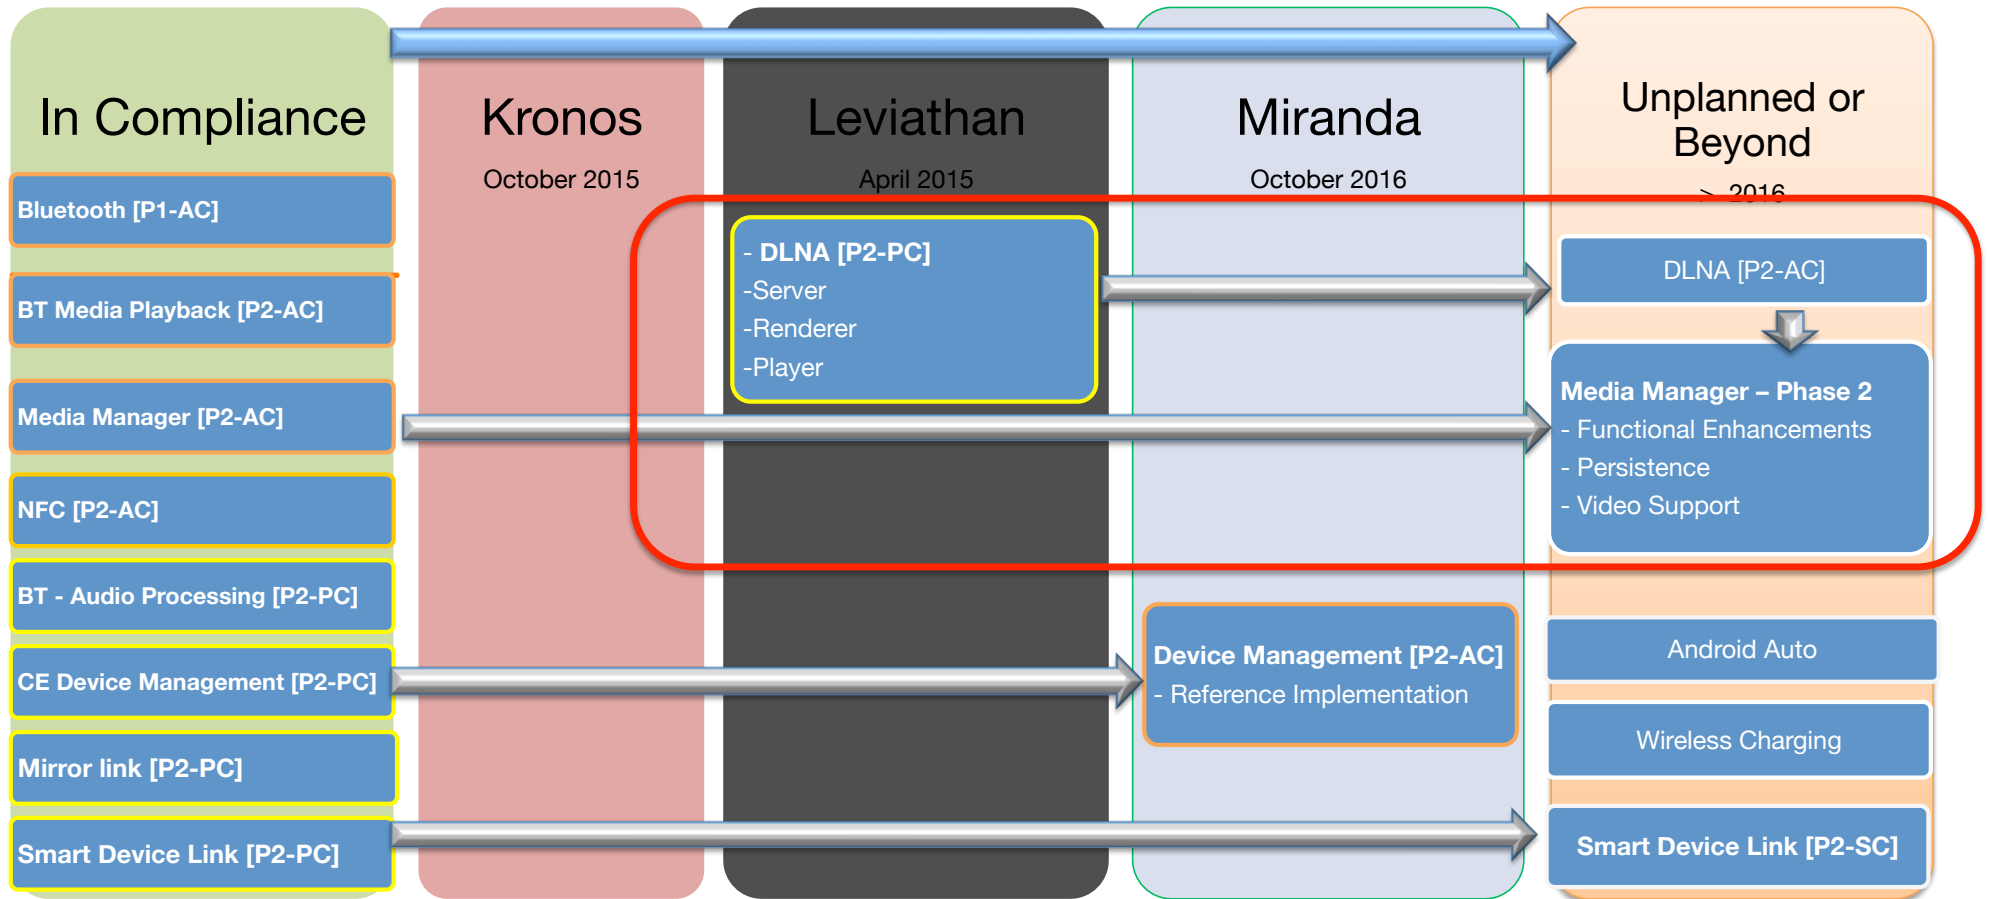 In Compliance
Bluetooth [P1-AC]
BT Media Playback [P2-AC]
Media Manager [P2-AC]
NFC [P2-AC]
BT - Audio Processing [P2-PC]
CE Device Management [P2-PC]
Mirror link [P2-PC]
Smart Device Link [P2-PC]
Kronos
October 2015
Leviathan
April 2015
- DLNA [P2-PC]
-Server
-Renderer
-Player
Miranda
October 2016
Device Management [P2-AC]
- Reference Implementation
Unplanned or
Beyond
> 2016
DLNA [P2-AC]
Media Manager – Phase 2
- Functional Enhancements
- Persistence
- Video Support
Android Auto
Wireless Charging
Smart Device Link [P2-SC]